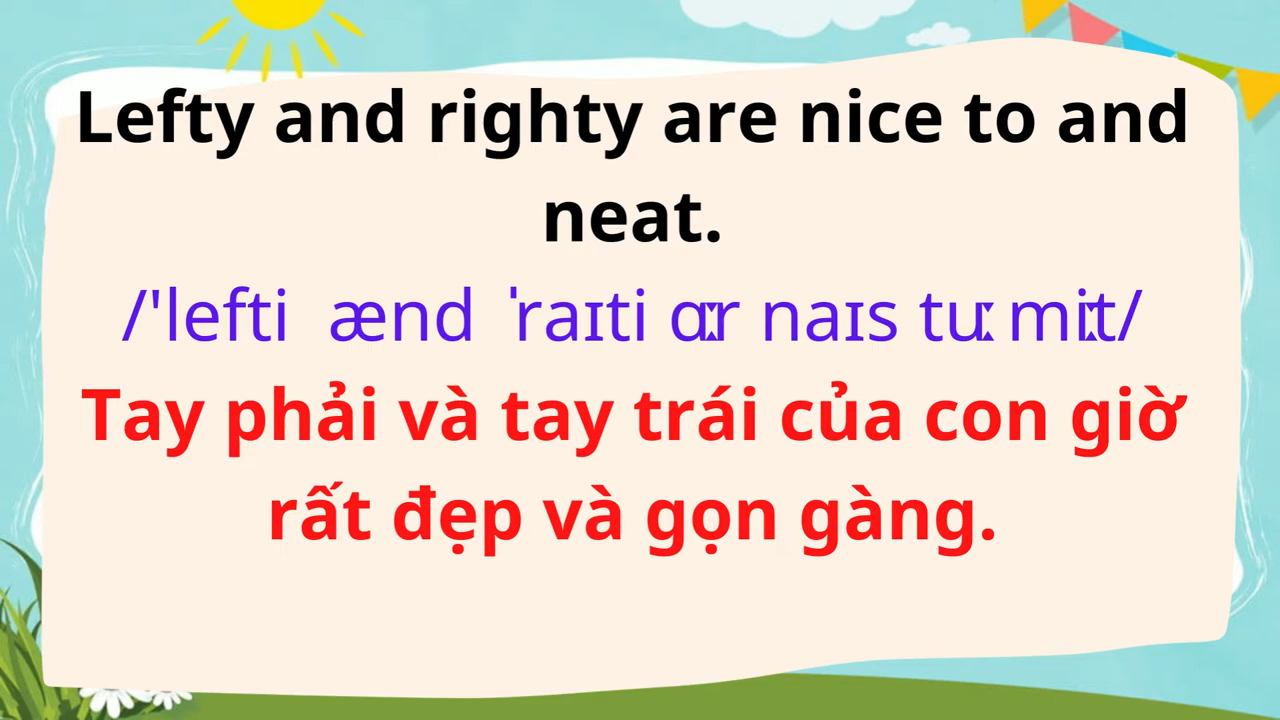 Lefty and righty are nice to and
neat.
/'lefti ænd ˈraɪti ɑːr naɪs tuː miːt/
Tay phải và tay trái của con giờ
rất đẹp và gọn gàng.